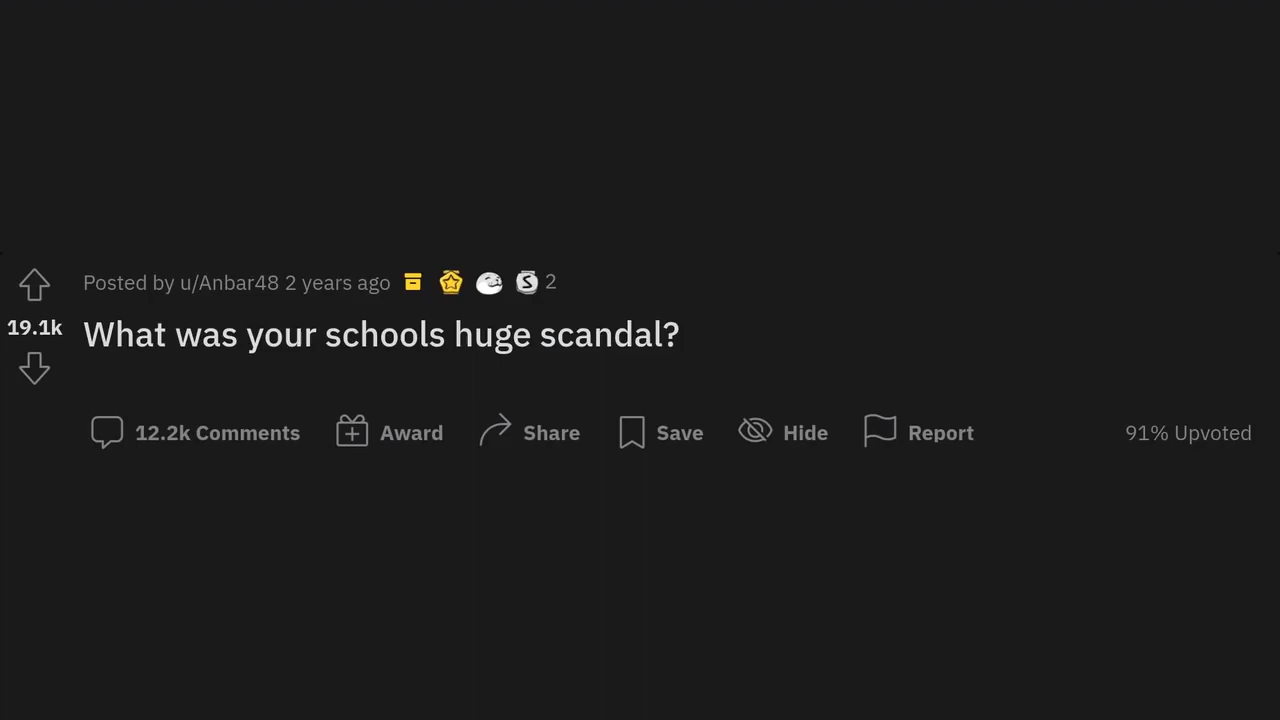 Posted by u/Anbar48 2 years ago 2
19.1k
What was your schools huge scandal?
12.2k Comments Award Share Save Hide Report 91% Upvoted